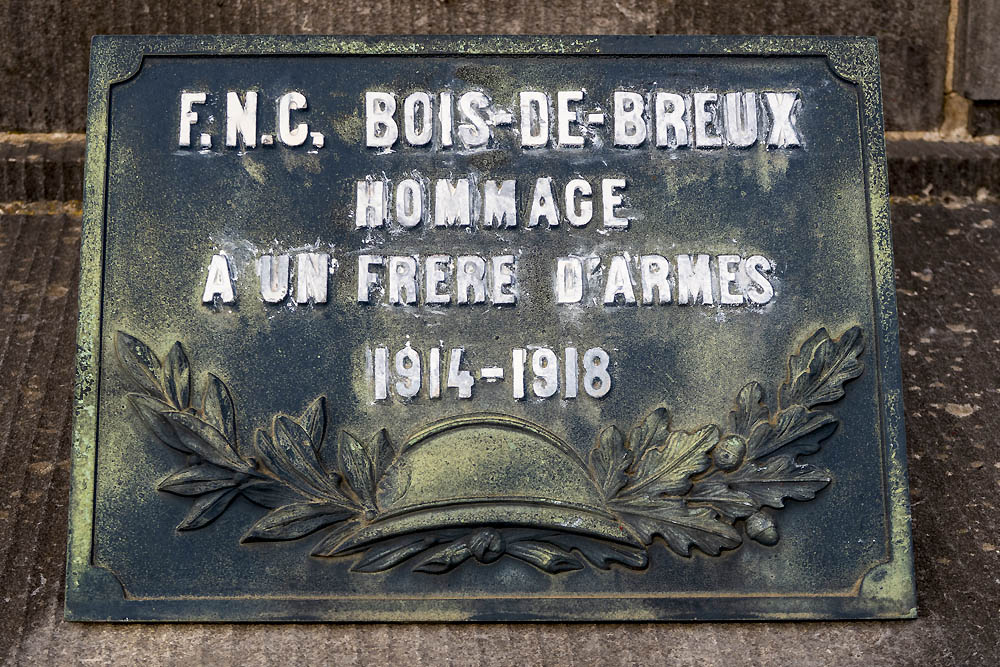 F.N.C. BOIS-DE-BREUX
HOMMAGE
A UN FRERE D'ARMES
1914-1918